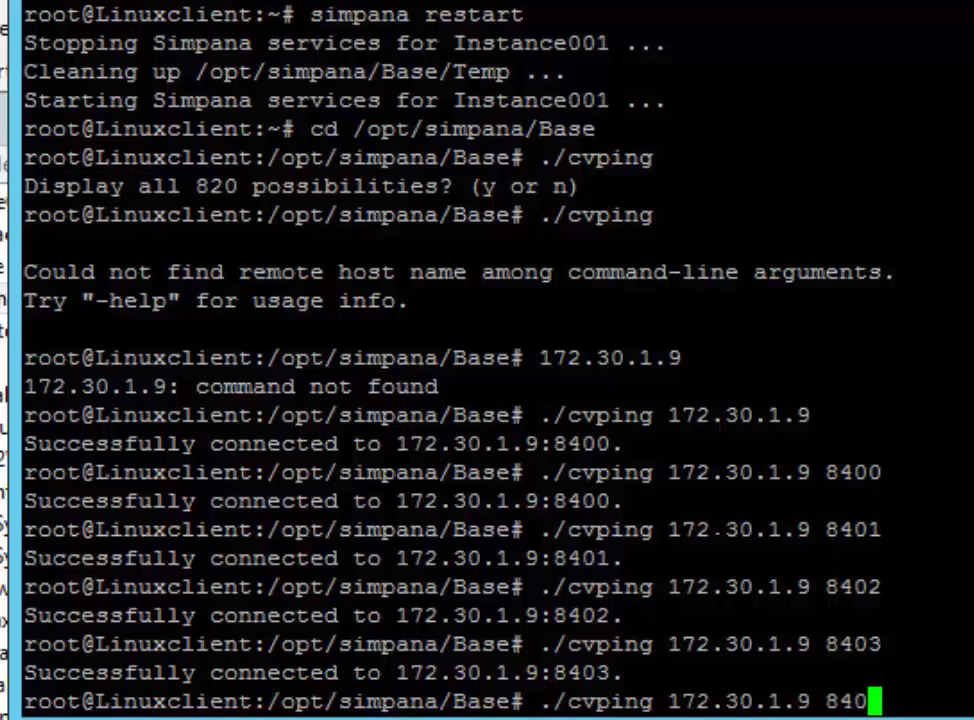 root@Linuxclient:~# simpana restart
Stopping Simpana services for Instance001 ...
Cleaning up /opt/simpana/Base/Temp ...
Starting Simpana services for Instance001 ...
root@Linuxclient:~# cd /opt/simpana/Base
root@Linuxclient:/opt/simpana/Base# ./cvping
Display all 820 possibilities? (y or n)
root@Linuxclient:/opt/simpana/Base# ./cvping
Could not find remote host name among command-line arguments.
Try "-help" for usage info.
root@Linuxclient:/opt/simpana/Base# 172.30.1.9
172.30.1.9: command not found
root@Linuxclient:/opt/simpana/Base# ./cvping 172.30.1.9
Successfully connected to 172.30.1.9:8400.
root@Linuxclient:/opt/simpana/Base# ./cvping 172.30.1.9 8400
Successfully connected to 172.30.1.9:8400.
root@Linuxclient:/opt/simpana/Base# ./cvping 172.30.1.9 8401
Successfully connected to 172.30.1.9:8401.
root@Linuxclient:/opt/simpana/Base# ./cvping 172.30.1.9 8402
Successfully connected to 172.30.1.9:8402.
root@Linuxclient:/opt/simpana/Base# ./cvping 172.30.1.9 8403
Successfully connected to 172.30.1.9:8403.
root@Linuxclient:/opt/simpana/Base# ./cvping 172.30.1.9 840